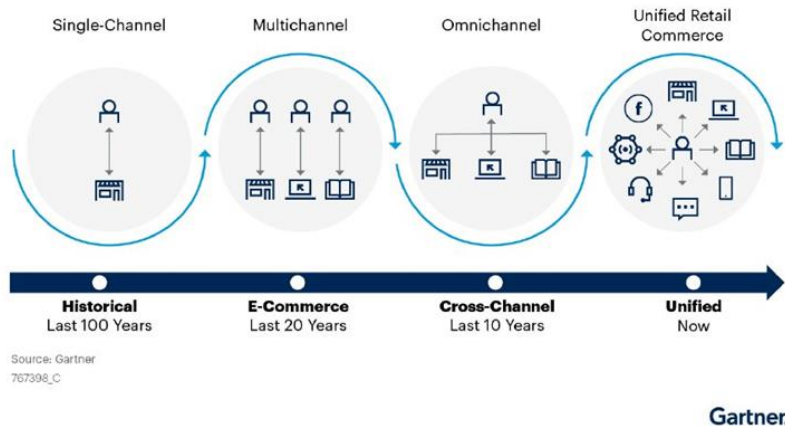 Single-Channel
Multichannel
Omnichannel
Unified Retail
Commerce
f
Historical
Last 100 Years
E-Commerce
Last 20 Years
Cross-Channel
Last 10 Years
Unified
Now
Source: Gartner
767398_C
Gartner